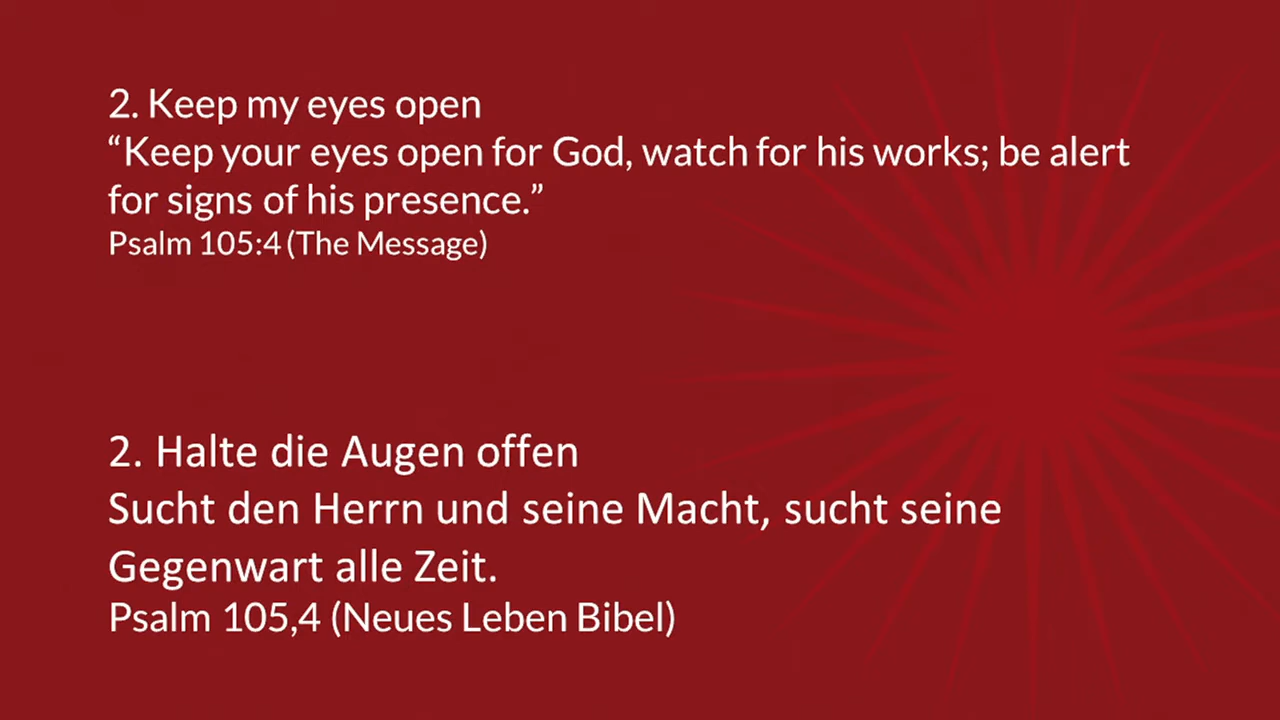 2. Keep my eyes open
“Keep your eyes open for God, watch for his works; be alert
for signs of his presence.”
Psalm 105:4 (The Message)
2. Halte die Augen offen
Sucht den Herrn und seine Macht, sucht seine
Gegenwart alle Zeit.
Psalm 105,4 (Neues Leben Bibel)